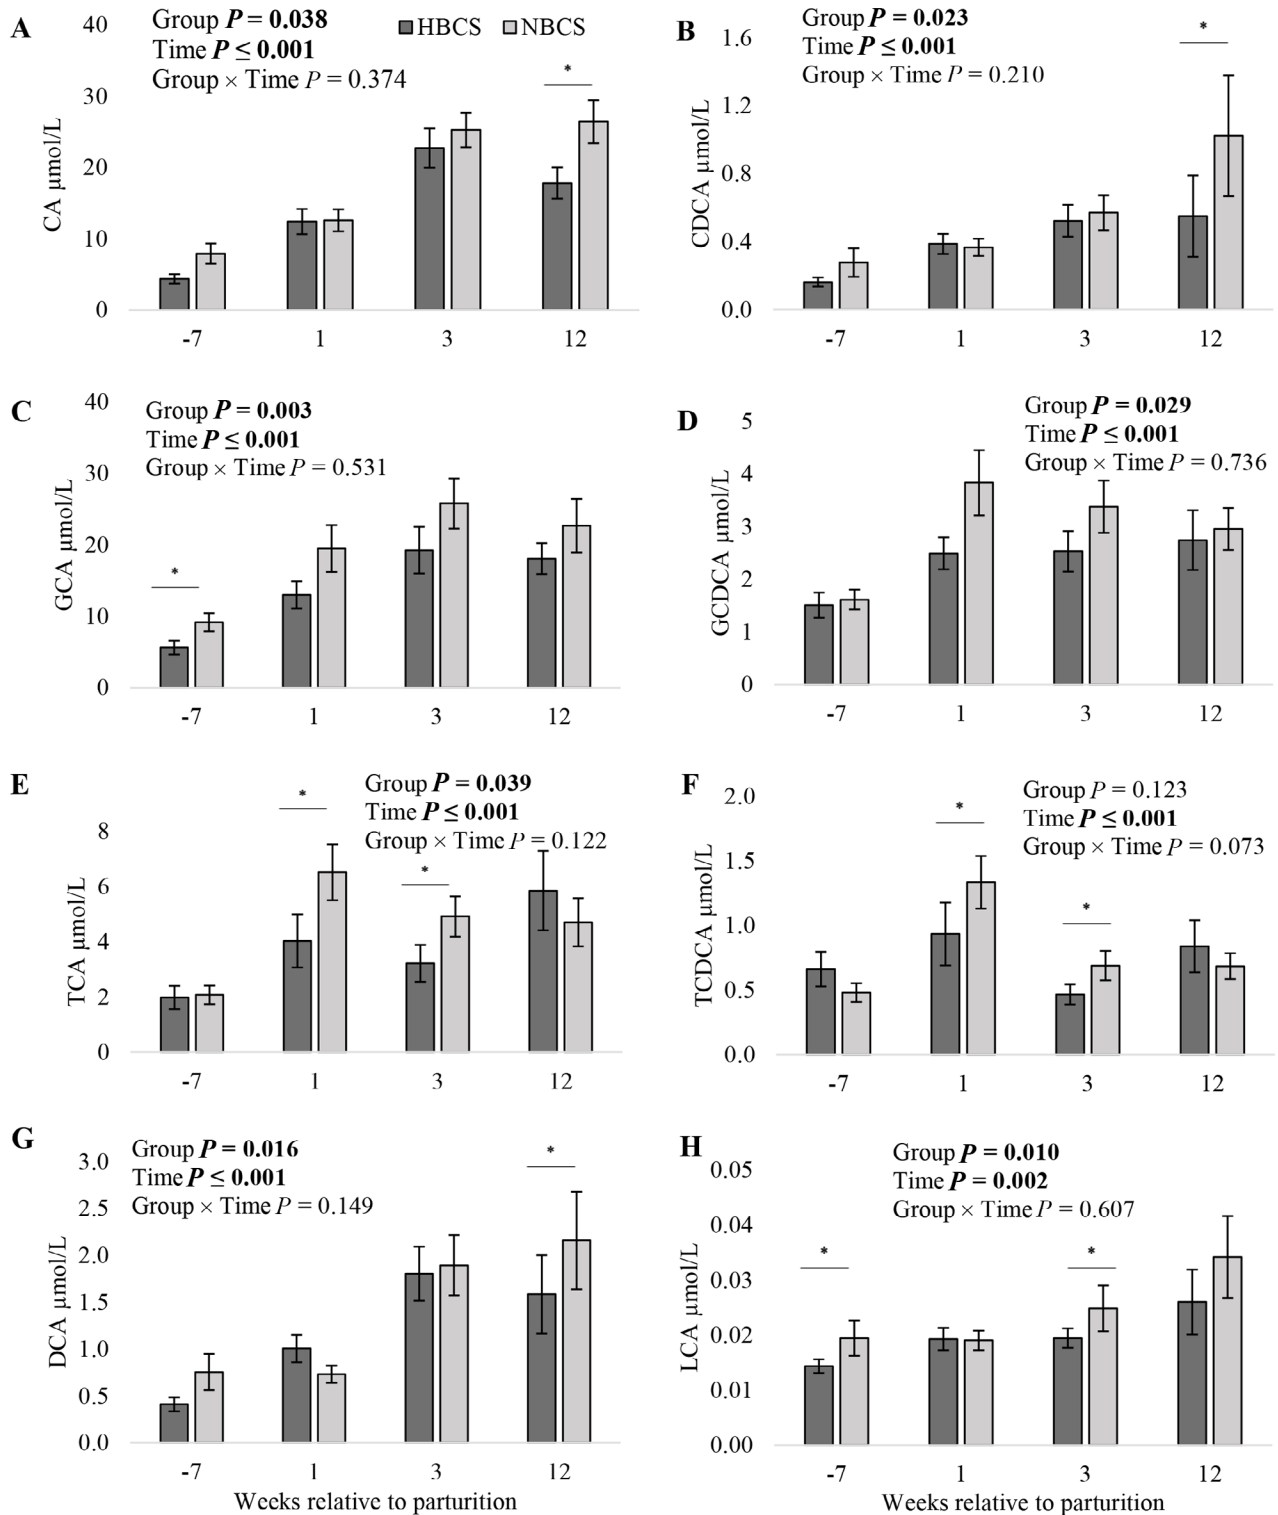 A
Group P = 0.038
Time P ≤ 0.001
Group × Time P = 0.374
HBCS NBCS
CA µmol/L
40
30
20
10
0
*
-7 1 3 12
B
Group P = 0.023
Time P ≤ 0.001
Group × Time P = 0.210
CDCA µmol/L
1.6
1.2
0.8
0.4
0.0
*
-7 1 3 12
C
Group P = 0.003
Time P ≤ 0.001
Group × Time P = 0.531
GCA µmol/L
40
30
20
10
0
*
-7 1 3 12
D
Group P = 0.029
Time P ≤ 0.001
Group × Time P = 0.736
GCDCA µmol/L
5
4
3
2
1
0
-7 1 3 12
E
Group P = 0.039
Time P ≤ 0.001
Group × Time P = 0.122
TCA µmol/L
8
6
4
2
0
* *
-7 1 3 12
F
Group P = 0.123
Time P ≤ 0.001
Group × Time P = 0.073
TCDCA µmol/L
2.0
1.5
1.0
0.5
0.0
* *
-7 1 3 12
G
Group P = 0.016
Time P ≤ 0.001
Group × Time P = 0.149
DCA µmol/L
3.0
2.5
2.0
1.5
1.0
0.5
0.0
*
-7 1 3 12
Weeks relative to parturition
H
Group P = 0.010
Time P = 0.002
Group × Time P = 0.607
LCA µmol/L
0.05
0.04
0.03
0.02
0.01
0.00
* *
-7 1 3 12
Weeks relative to parturition